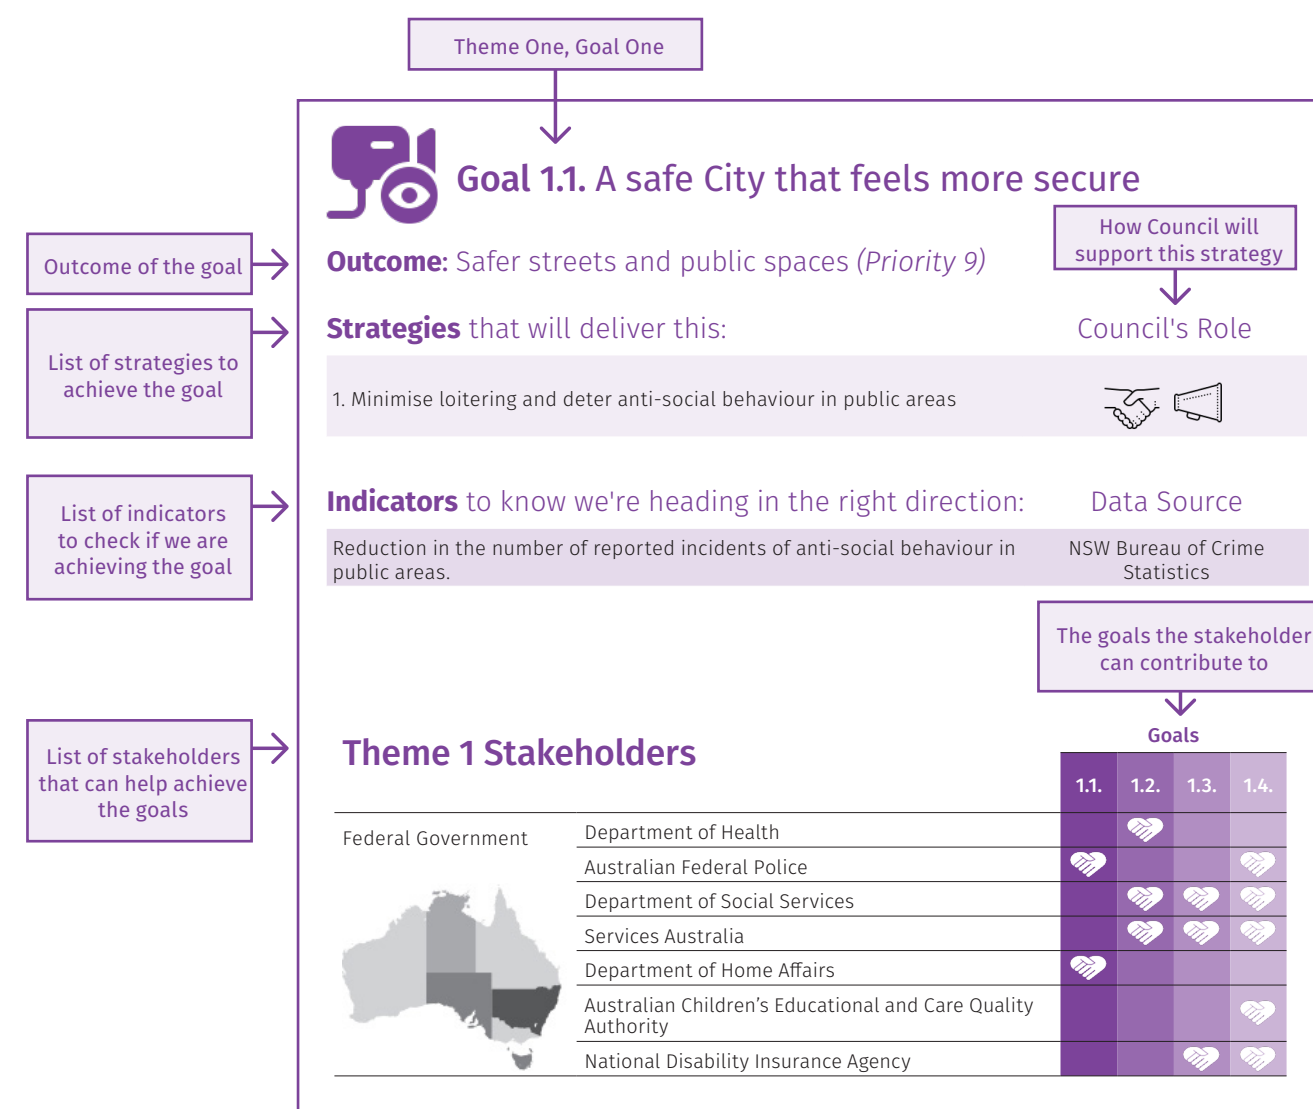 Theme One, Goal One
Goal 1.1. A safe City that feels more secure
How Council will
support this strategy
Outcome of the goal
Outcome: Safer streets and public spaces (Priority 9)
List of strategies to
achieve the goal
Strategies that will deliver this:
Council's Role
1. Minimise loitering and deter anti-social behaviour in public areas
List of indicators
to check if we are
achieving the goal
Indicators to know we're heading in the right direction:
Data Source
Reduction in the number of reported incidents of anti-social behaviour in
public areas.
NSW Bureau of Crime
Statistics
The goals the stakeholder
can contribute to
List of stakeholders
that can help achieve
the goals
Theme 1 Stakeholders
Goals
1.1. 1.2. 1.3. 1.4.
Federal Government
Department of Health
Australian Federal Police
Department of Social Services
Services Australia
Department of Home Affairs
Australian Children’s Educational and Care Quality
Authority
National Disability Insurance Agency